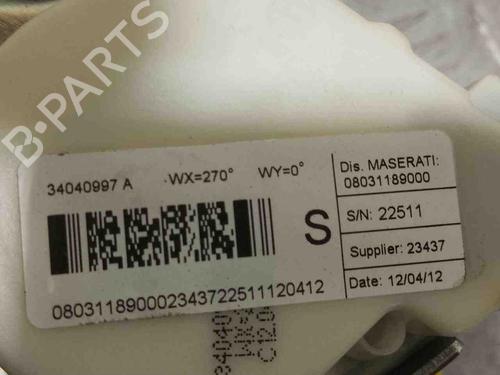 B-PARTS
34040997 A WX=270° WY=0°
Dis. MASERATI:
08031189000
S
S/N: 22511
Supplier: 23437
Date: 12/04/12
080311890002343722511120412